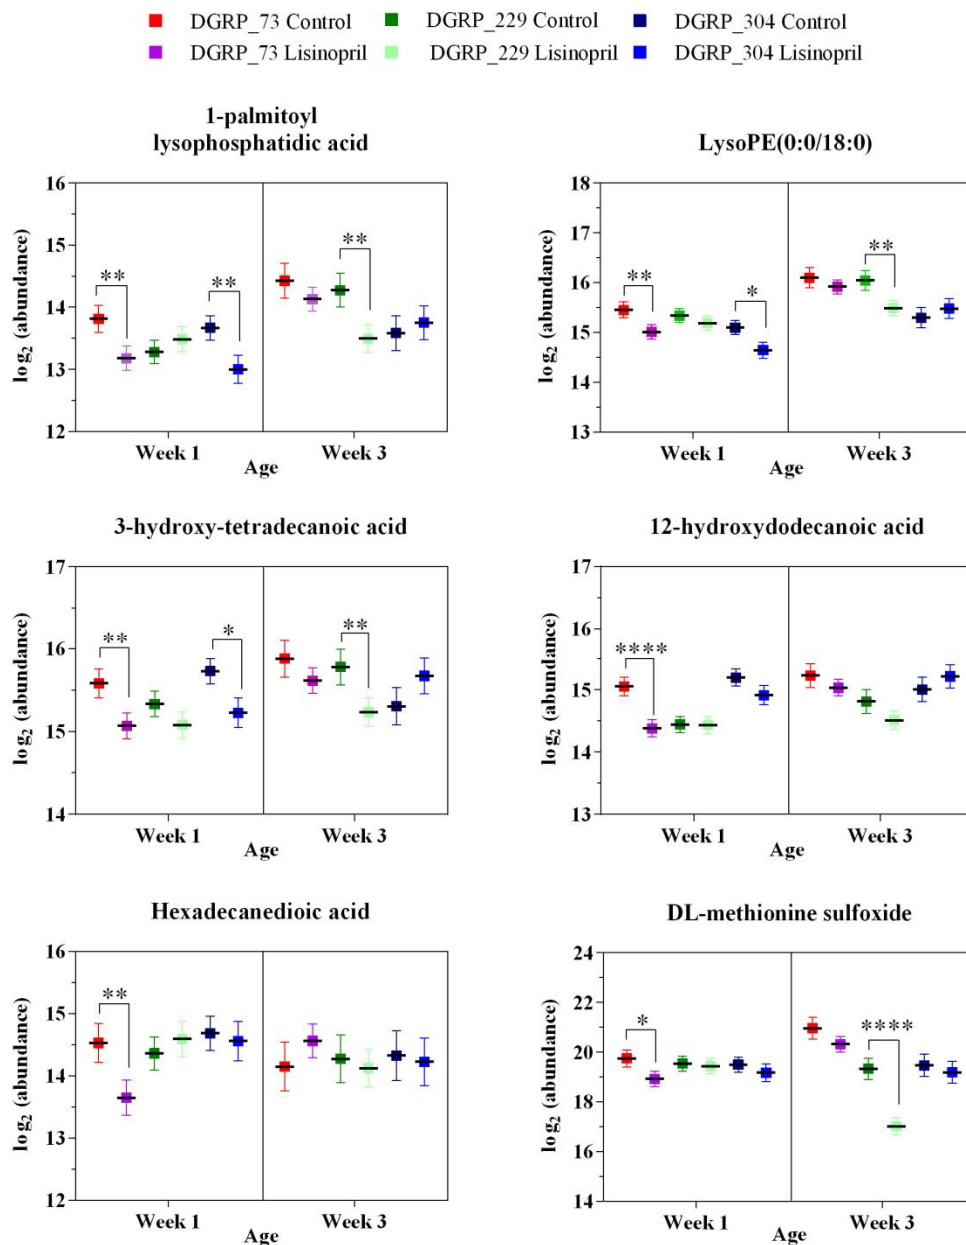 DGRP_73 Control DGRP_229 Control DGRP_304 Control
DGRP_73 Lisinopril DGRP_229 Lisinopril DGRP_304 Lisinopril
1-palmitoyl
lysophosphatidic acid
log2 (abundance)
16
15
14
13
12
** ** **
Week 1 Week 3
Age
LysoPE(0:0/18:0)
log2 (abundance)
18
17
16
15
14
13
** * **
Week 1 Week 3
Age
3-hydroxy-tetradecanoic acid
log2 (abundance)
17
16
15
14
** * **
Week 1 Week 3
Age
12-hydroxydodecanoic acid
log2 (abundance)
17
16
15
14
13
****
Week 1 Week 3
Age
Hexadecanedioic acid
log2 (abundance)
16
15
14
13
12
**
Week 1 Week 3
Age
DL-methionine sulfoxide
log2 (abundance)
24
22
20
18
16
14
* ****
Week 1 Week 3
Age